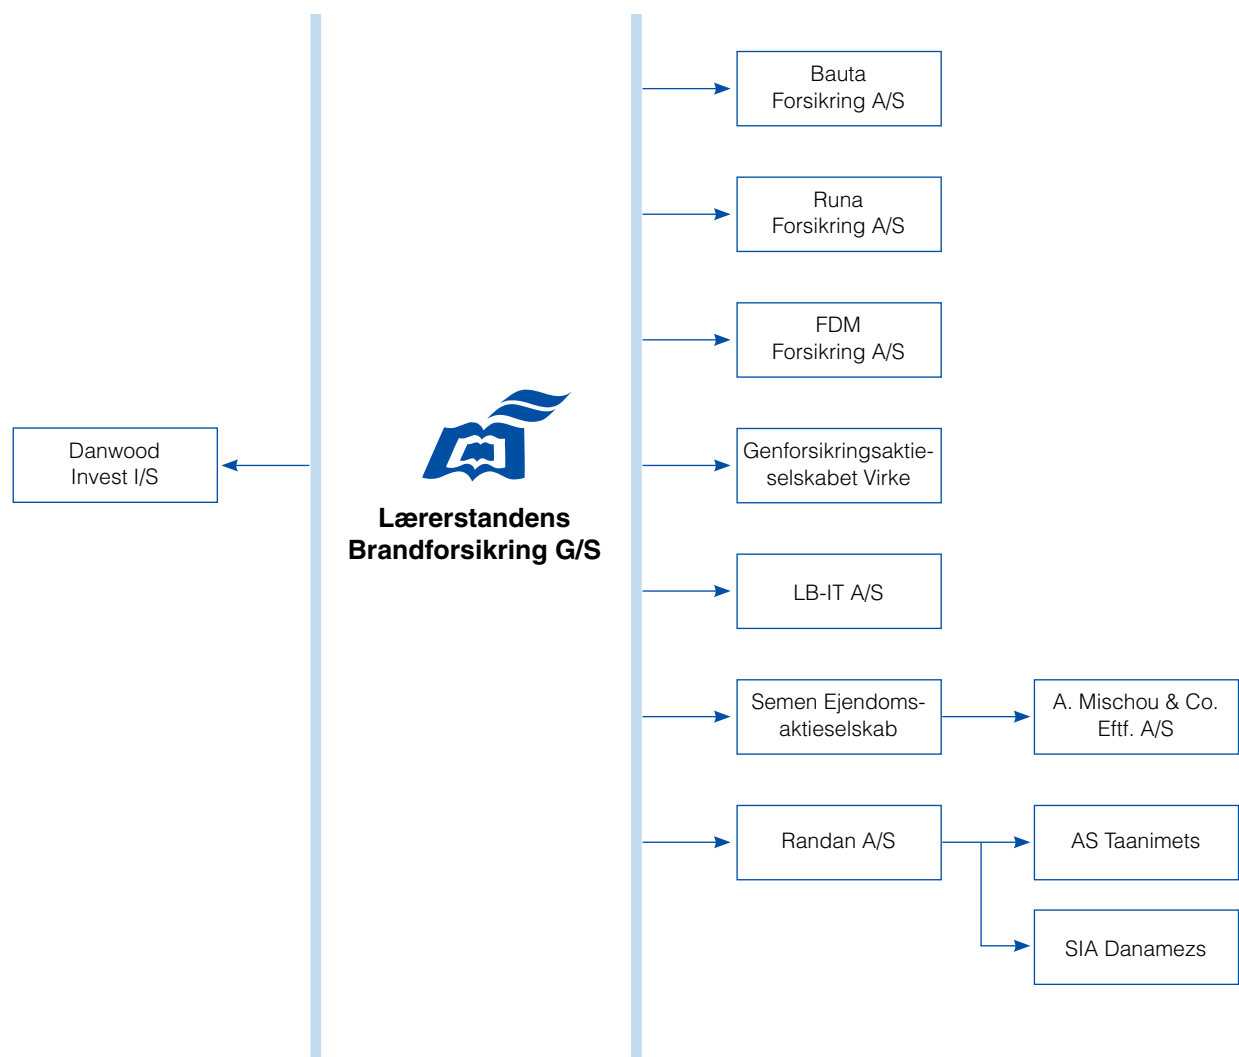 Danwood
Invest I/S
Lærerstandens
Brandforsikring G/S
Bauta
Forsikring A/S
Runa
Forsikring A/S
FDM
Forsikring A/S
Genforsikringsaktie-
selskabet Virke
LB-IT A/S
Semen Ejendoms-
aktieselskab
A. Mischou & Co.
Eftf. A/S
Randan A/S
AS Taanimets
SIA Danamezs